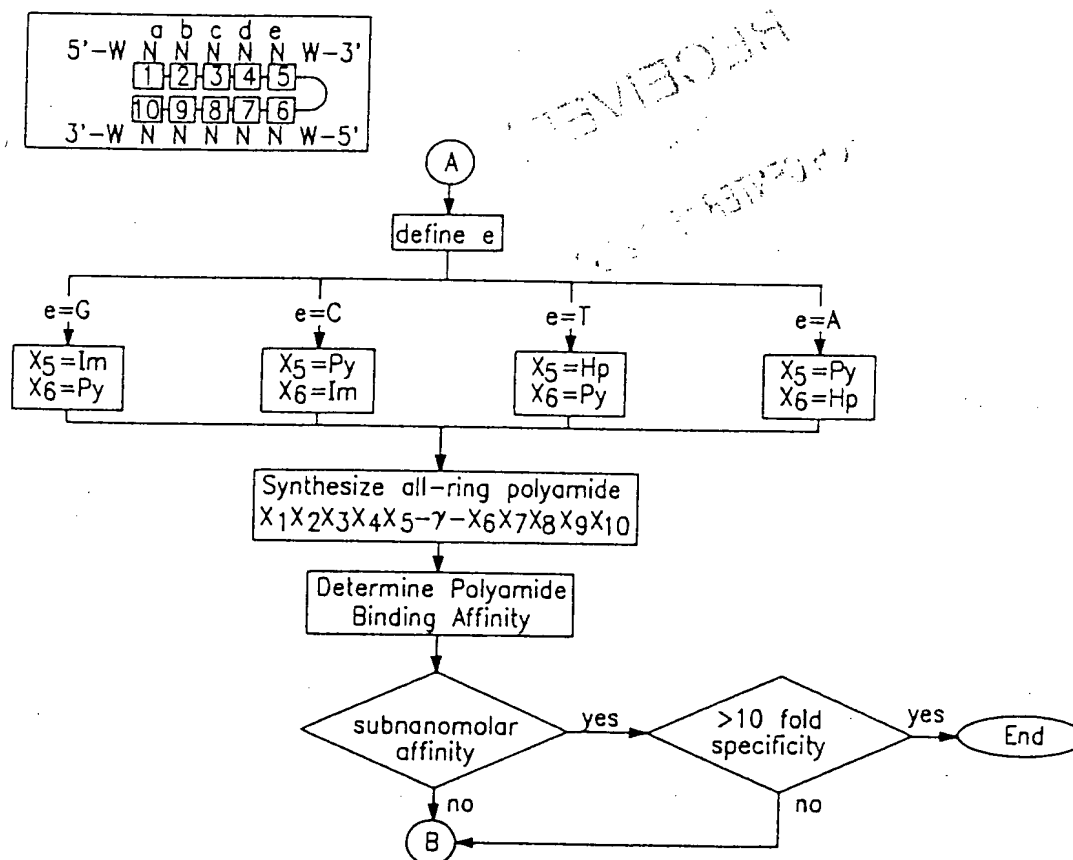 a b c d e
5'-W N N N N N W-3'
1 2 3 4 5
10 9 8 7 6
3'-W N N N N N W-5'
RECEIVED
A
define e
e=G
e=C
e=T
e=A
X5=Im
X6=Py
X5=Py
X6=Im
X5=Hp
X6=Py
X5=Py
X6=Hp
Synthesize all-ring polyamide
X1X2X3X4X5-γ-X6X7X8X9X10
Determine Polyamide
Binding Affinity
subnanomolar
affinity
yes
>10 fold
specificity
yes
End
no
no
B